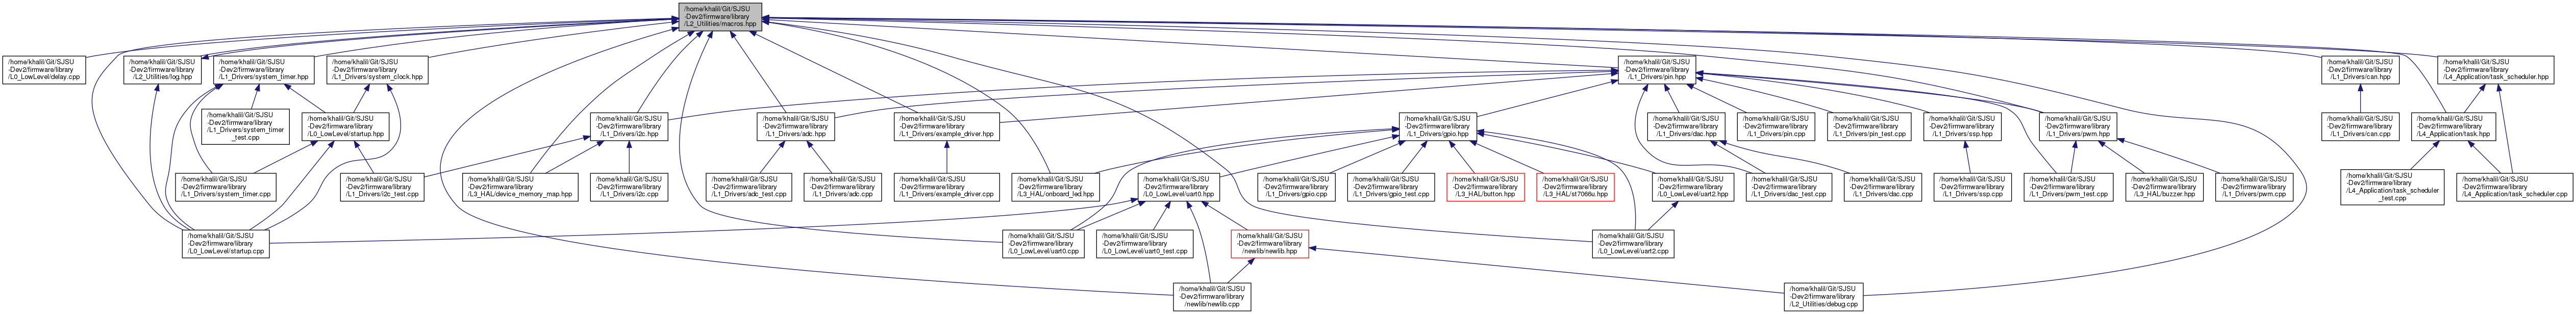 /home/khalil/Git/SJSU
-Dev2/firmware/library
/L2_Utilities/macros.hpp
/home/khalil/Git/SJSU
-Dev2/firmware/library
/L0_LowLevel/delay.cpp
/home/khalil/Git/SJSU
-Dev2/firmware/library
/L2_Utilities/log.hpp
/home/khalil/Git/SJSU
-Dev2/firmware/library
/L1_Drivers/system_timer.hpp
/home/khalil/Git/SJSU
-Dev2/firmware/library
/L1_Drivers/system_clock.hpp
/home/khalil/Git/SJSU
-Dev2/firmware/library
/L1_Drivers/pin.hpp
/home/khalil/Git/SJSU
-Dev2/firmware/library
/L1_Drivers/can.hpp
/home/khalil/Git/SJSU
-Dev2/firmware/library
/L4_Application/task_scheduler.hpp
/home/khalil/Git/SJSU
-Dev2/firmware/library
/L1_Drivers/system_timer
_test.cpp
/home/khalil/Git/SJSU
-Dev2/firmware/library
/L0_LowLevel/startup.hpp
/home/khalil/Git/SJSU
-Dev2/firmware/library
/L1_Drivers/i2c.hpp
/home/khalil/Git/SJSU
-Dev2/firmware/library
/L1_Drivers/adc.hpp
/home/khalil/Git/SJSU
-Dev2/firmware/library
/L1_Drivers/example_driver.hpp
/home/khalil/Git/SJSU
-Dev2/firmware/library
/L1_Drivers/gpio.hpp
/home/khalil/Git/SJSU
-Dev2/firmware/library
/L1_Drivers/dac.hpp
/home/khalil/Git/SJSU
-Dev2/firmware/library
/L1_Drivers/pin.cpp
/home/khalil/Git/SJSU
-Dev2/firmware/library
/L1_Drivers/pin_test.cpp
/home/khalil/Git/SJSU
-Dev2/firmware/library
/L1_Drivers/ssp.hpp
/home/khalil/Git/SJSU
-Dev2/firmware/library
/L1_Drivers/pwm.hpp
/home/khalil/Git/SJSU
-Dev2/firmware/library
/L1_Drivers/can.cpp
/home/khalil/Git/SJSU
-Dev2/firmware/library
/L4_Application/task.hpp
/home/khalil/Git/SJSU
-Dev2/firmware/library
/L1_Drivers/system_timer.cpp
/home/khalil/Git/SJSU
-Dev2/firmware/library
/L1_Drivers/i2c_test.cpp
/home/khalil/Git/SJSU
-Dev2/firmware/library
/L3_HAL/device_memory_map.hpp
/home/khalil/Git/SJSU
-Dev2/firmware/library
/L1_Drivers/i2c.cpp
/home/khalil/Git/SJSU
-Dev2/firmware/library
/L1_Drivers/adc_test.cpp
/home/khalil/Git/SJSU
-Dev2/firmware/library
/L1_Drivers/adc.cpp
/home/khalil/Git/SJSU
-Dev2/firmware/library
/L1_Drivers/example_driver.cpp
/home/khalil/Git/SJSU
-Dev2/firmware/library
/L3_HAL/onboard_led.hpp
/home/khalil/Git/SJSU
-Dev2/firmware/library
/L0_LowLevel/uart0.hpp
/home/khalil/Git/SJSU
-Dev2/firmware/library
/L1_Drivers/gpio.cpp
/home/khalil/Git/SJSU
-Dev2/firmware/library
/L1_Drivers/gpio_test.cpp
/home/khalil/Git/SJSU
-Dev2/firmware/library
/L3_HAL/button.hpp
/home/khalil/Git/SJSU
-Dev2/firmware/library
/L3_HAL/st7066u.hpp
/home/khalil/Git/SJSU
-Dev2/firmware/library
/L0_LowLevel/uart2.hpp
/home/khalil/Git/SJSU
-Dev2/firmware/library
/L1_Drivers/dac_test.cpp
/home/khalil/Git/SJSU
-Dev2/firmware/library
/L1_Drivers/dac.cpp
/home/khalil/Git/SJSU
-Dev2/firmware/library
/L1_Drivers/ssp.cpp
/home/khalil/Git/SJSU
-Dev2/firmware/library
/L1_Drivers/pwm_test.cpp
/home/khalil/Git/SJSU
-Dev2/firmware/library
/L3_HAL/buzzer.hpp
/home/khalil/Git/SJSU
-Dev2/firmware/library
/L1_Drivers/pwm.cpp
/home/khalil/Git/SJSU
-Dev2/firmware/library
/L4_Application/task_scheduler
_test.cpp
/home/khalil/Git/SJSU
-Dev2/firmware/library
/L4_Application/task_scheduler.cpp
/home/khalil/Git/SJSU
-Dev2/firmware/library
/L0_LowLevel/startup.cpp
/home/khalil/Git/SJSU
-Dev2/firmware/library
/L0_LowLevel/uart0.cpp
/home/khalil/Git/SJSU
-Dev2/firmware/library
/L0_LowLevel/uart0_test.cpp
/home/khalil/Git/SJSU
-Dev2/firmware/library
/newlib/newlib.hpp
/home/khalil/Git/SJSU
-Dev2/firmware/library
/L0_LowLevel/uart2.cpp
/home/khalil/Git/SJSU
-Dev2/firmware/library
/newlib/newlib.cpp
/home/khalil/Git/SJSU
-Dev2/firmware/library
/L2_Utilities/debug.cpp